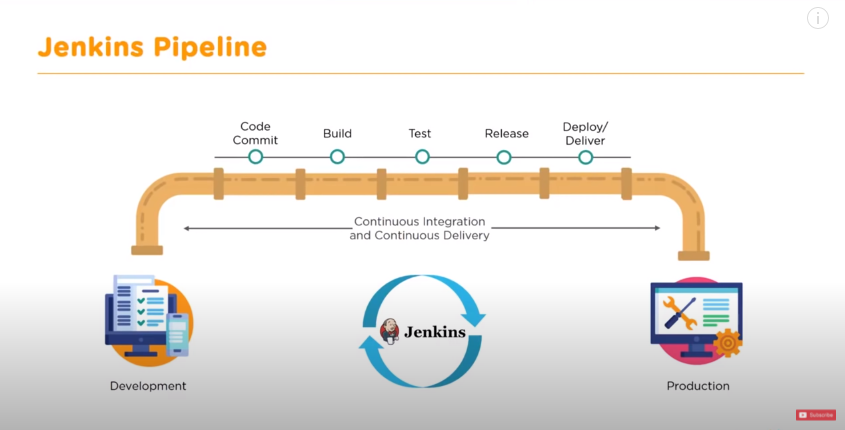 Jenkins Pipeline
Code
Commit
Build
Test
Release
Deploy/
Deliver
Continuous Integration
and Continuous Delivery
Jenkins
Development
Production
Subscribe